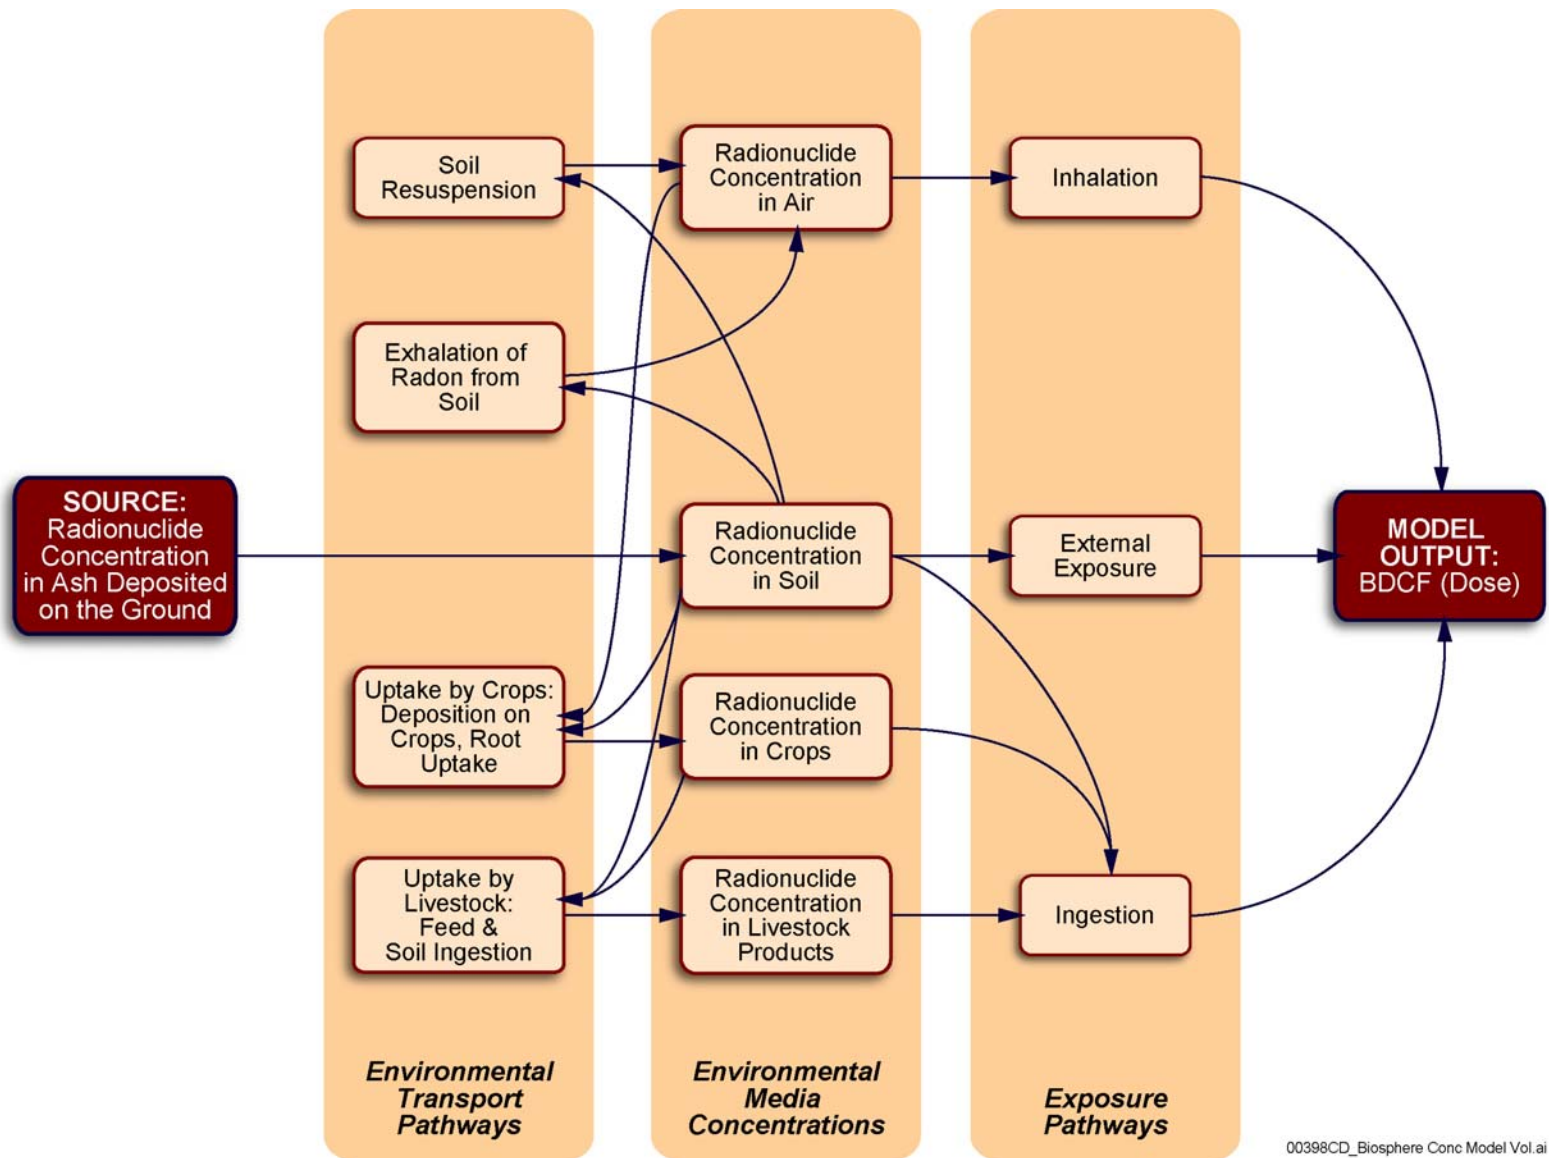 Soil
Resuspension
Radionuclide
Concentration
in Air
Inhalation
Exhalation of
Radon from
Soil
SOURCE:
Radionuclide
Concentration
in Ash Deposited
on the Ground
Radionuclide
Concentration
in Soil
External
Exposure
MODEL
OUTPUT:
BDCF (Dose)
Uptake by Crops:
Deposition on
Crops, Root
Uptake
Radionuclide
Concentration
in Crops
Uptake by
Livestock:
Feed &
Soil Ingestion
Radionuclide
Concentration
in Livestock
Products
Ingestion
Environmental
Transport
Pathways
Environmental
Media
Concentrations
Exposure
Pathways
00398CD_Biosphere Conc Model Vol.ai